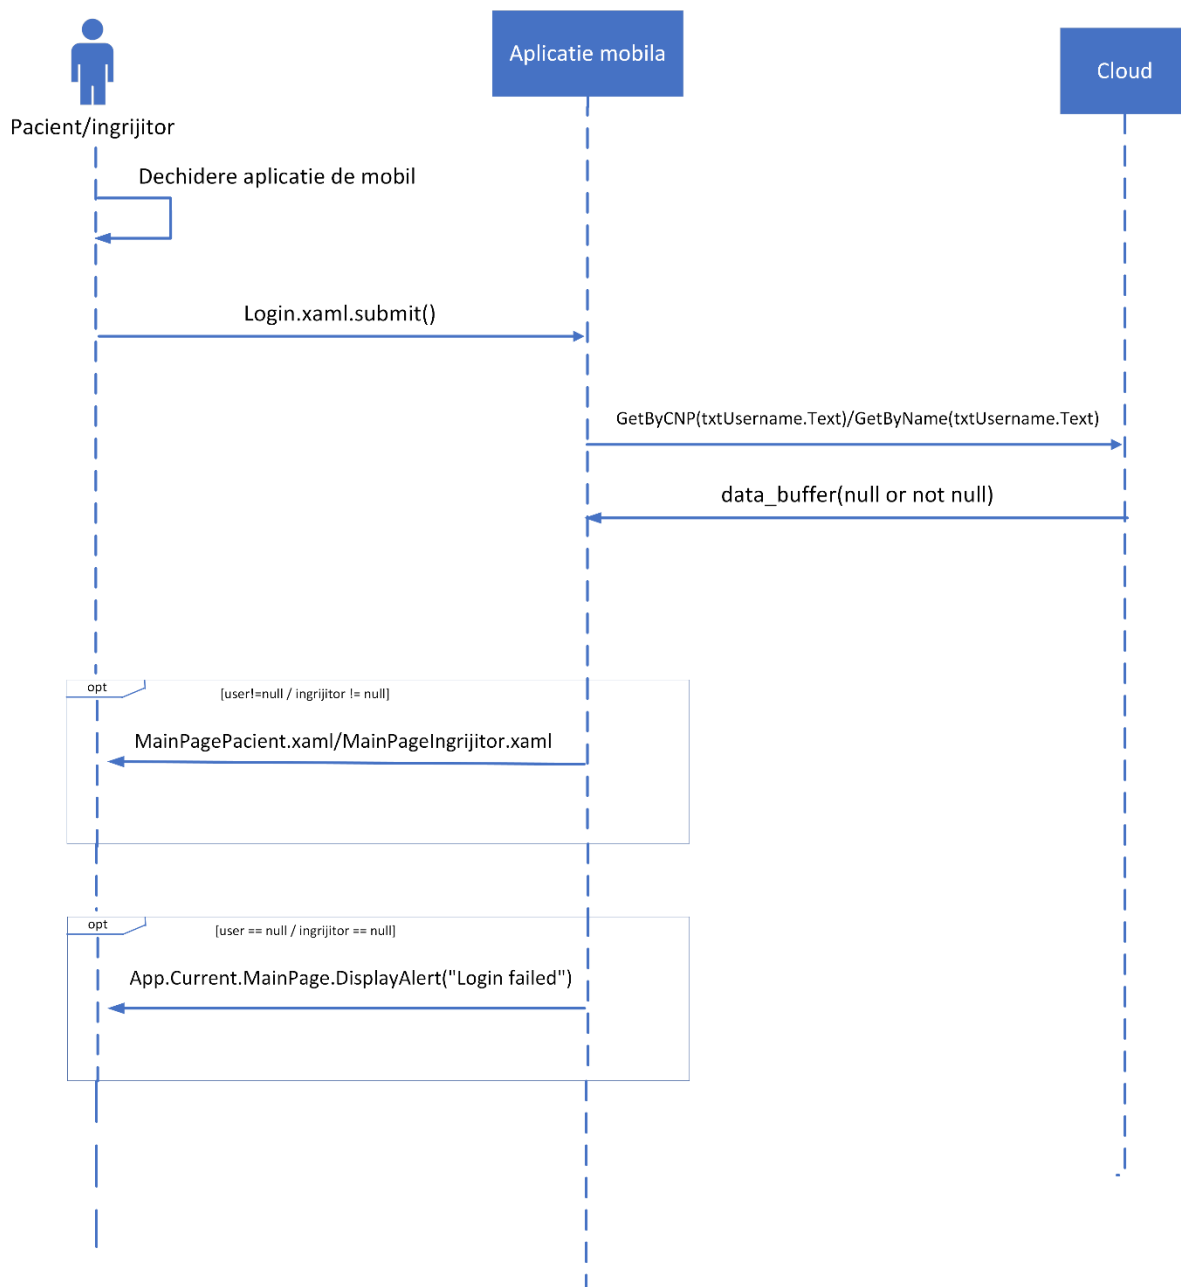 Aplicatie mobila
Cloud
Pacient/ingrijitor
Dechidere aplicatie de mobil
Login.xaml.submit()
GetByCNP(txtUsername.Text)/GetByName(txtUsername.Text)
data_buffer(null or not null)
opt
[user!=null / ingrijitor != null]
MainPagePacient.xaml/MainPageIngrijitor.xaml
opt
[user == null / ingrijitor == null]
App.Current.MainPage.DisplayAlert("Login failed")